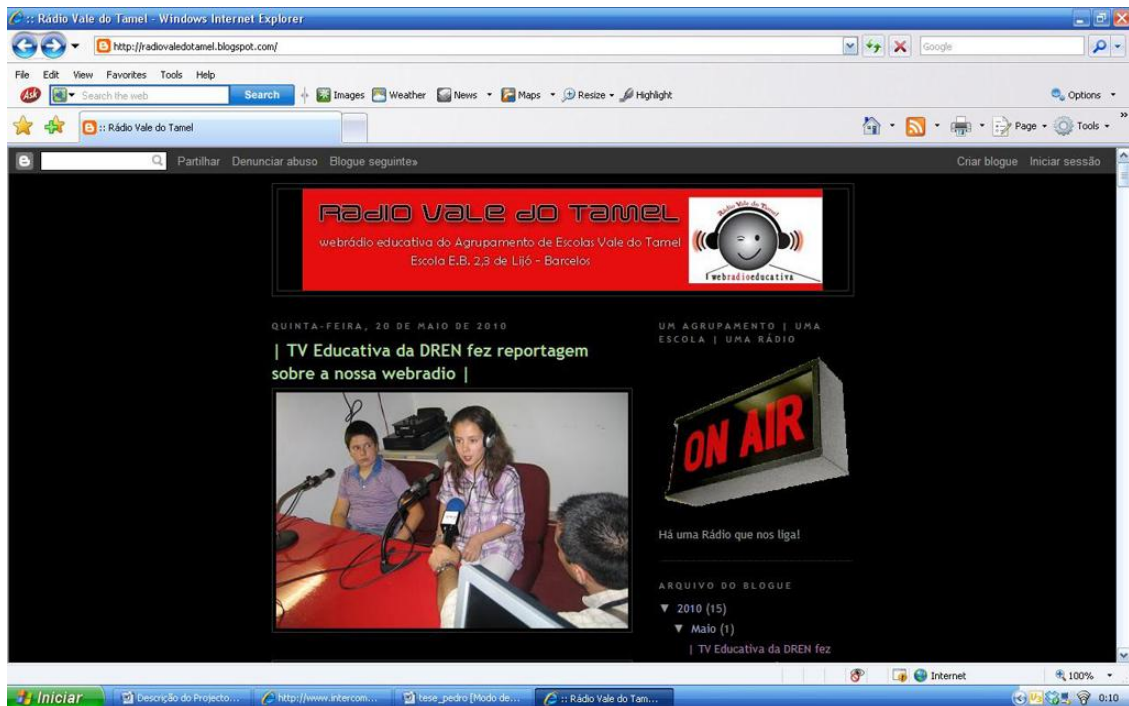 :: Rádio Vale do Tamel - Windows Internet Explorer
http://radiovaledotamel.blogspot.com/
Google
File Edit View Favorites Tools Help
Ask Search the web Search Images Weather News Maps Resize Highlight Options
:: Rádio Vale do Tamel
Page Tools
Partilhar Denunciar abuso Blogue seguinte» Criar blogue Iniciar sessão
Radio Vale do Tamel
webrádio educativa do Agrupamento de Escolas Vale do Tamel
Escola E.B. 2,3 de Lijó - Barcelos
Rádio Vale do Tamel
webradioeducativa
QUINTA-FEIRA, 20 DE MAIO DE 2010
| TV Educativa da DREN fez reportagem
sobre a nossa webradio |
UM AGRUPAMENTO | UMA
ESCOLA | UMA RÁDIO
ON AIR
Há uma Rádio que nos liga!
ARQUIVO DO BLOGUE
▼ 2010 (15)
▼ Maio (1)
| TV Educativa da DREN fez
Internet 100%
Iniciar Descrição do Projecto... http://www.intercom... tese_pedro [Modo de... :: Rádio Vale do Tam... 0:10